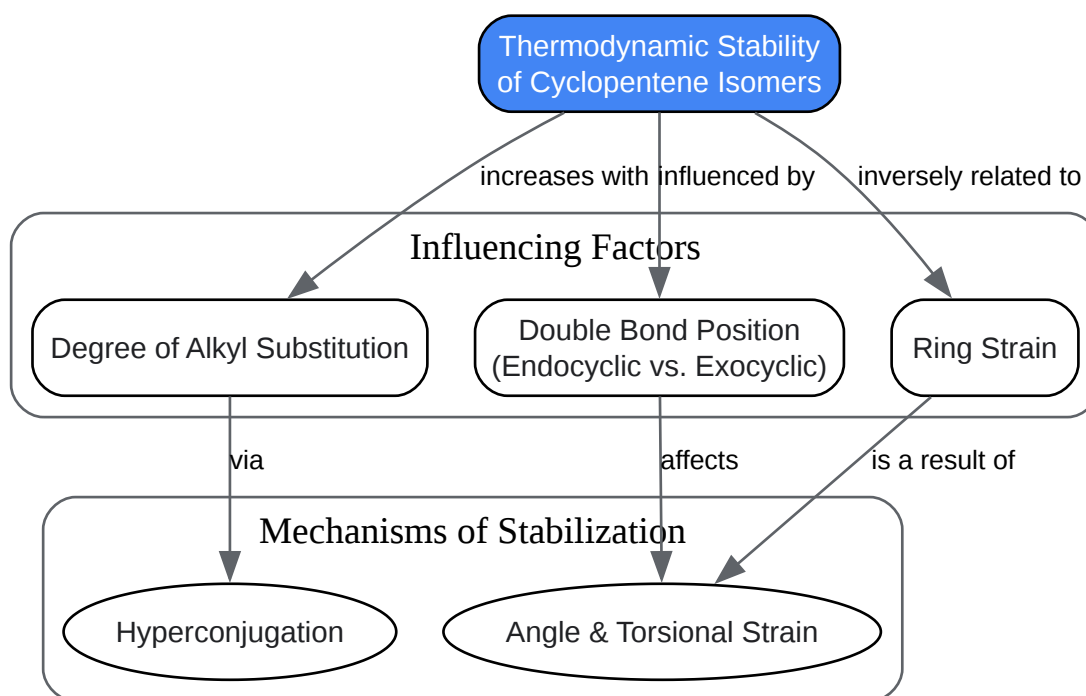 Thermodynamic Stability
of Cyclopentene Isomers
increases with
influenced by
inversely related to
Influencing Factors
Degree of Alkyl Substitution
Double Bond Position
(Endocyclic vs. Exocyclic)
Ring Strain
via
affects
is a result of
Mechanisms of Stabilization
Hyperconjugation
Angle & Torsional Strain